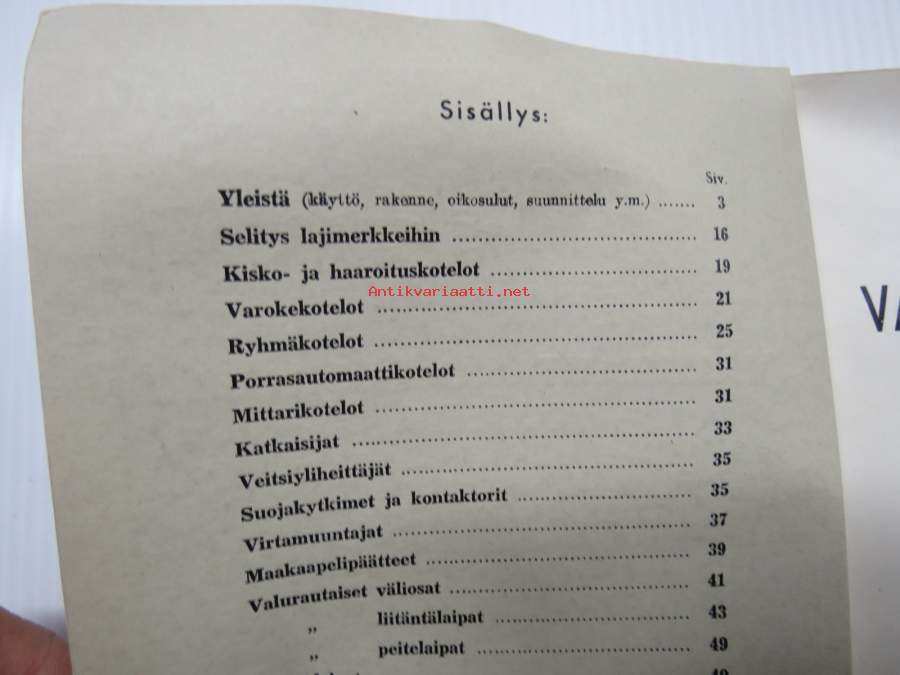 Sisällys:
Siv.
Yleistä (käyttö, rakenne, oikosulut, suunnittelu y.m.) ....... 3
Selitys lajimerkkeihin ........ 16
Kisko- ja haaroituskotelot ........ 19
Antikvariaatti.net
Varokekotelot ........ 21
Ryhmäkotelot ........ 25
Porrasautomaattikotelot ........ 31
Mittarikotelot ........ 31
Katkaisijat ........ 33
Veitsiyliheittäjät ........ 35
Suojakytkimet ja kontaktorit ........ 35
Virtamuuntajat ........ 37
Maakaapelipäätteet ........ 39
Valurautaiset väliosat ........ 41
„ liitäntälaipat ........ 43
„ peitelaipat ........ 49